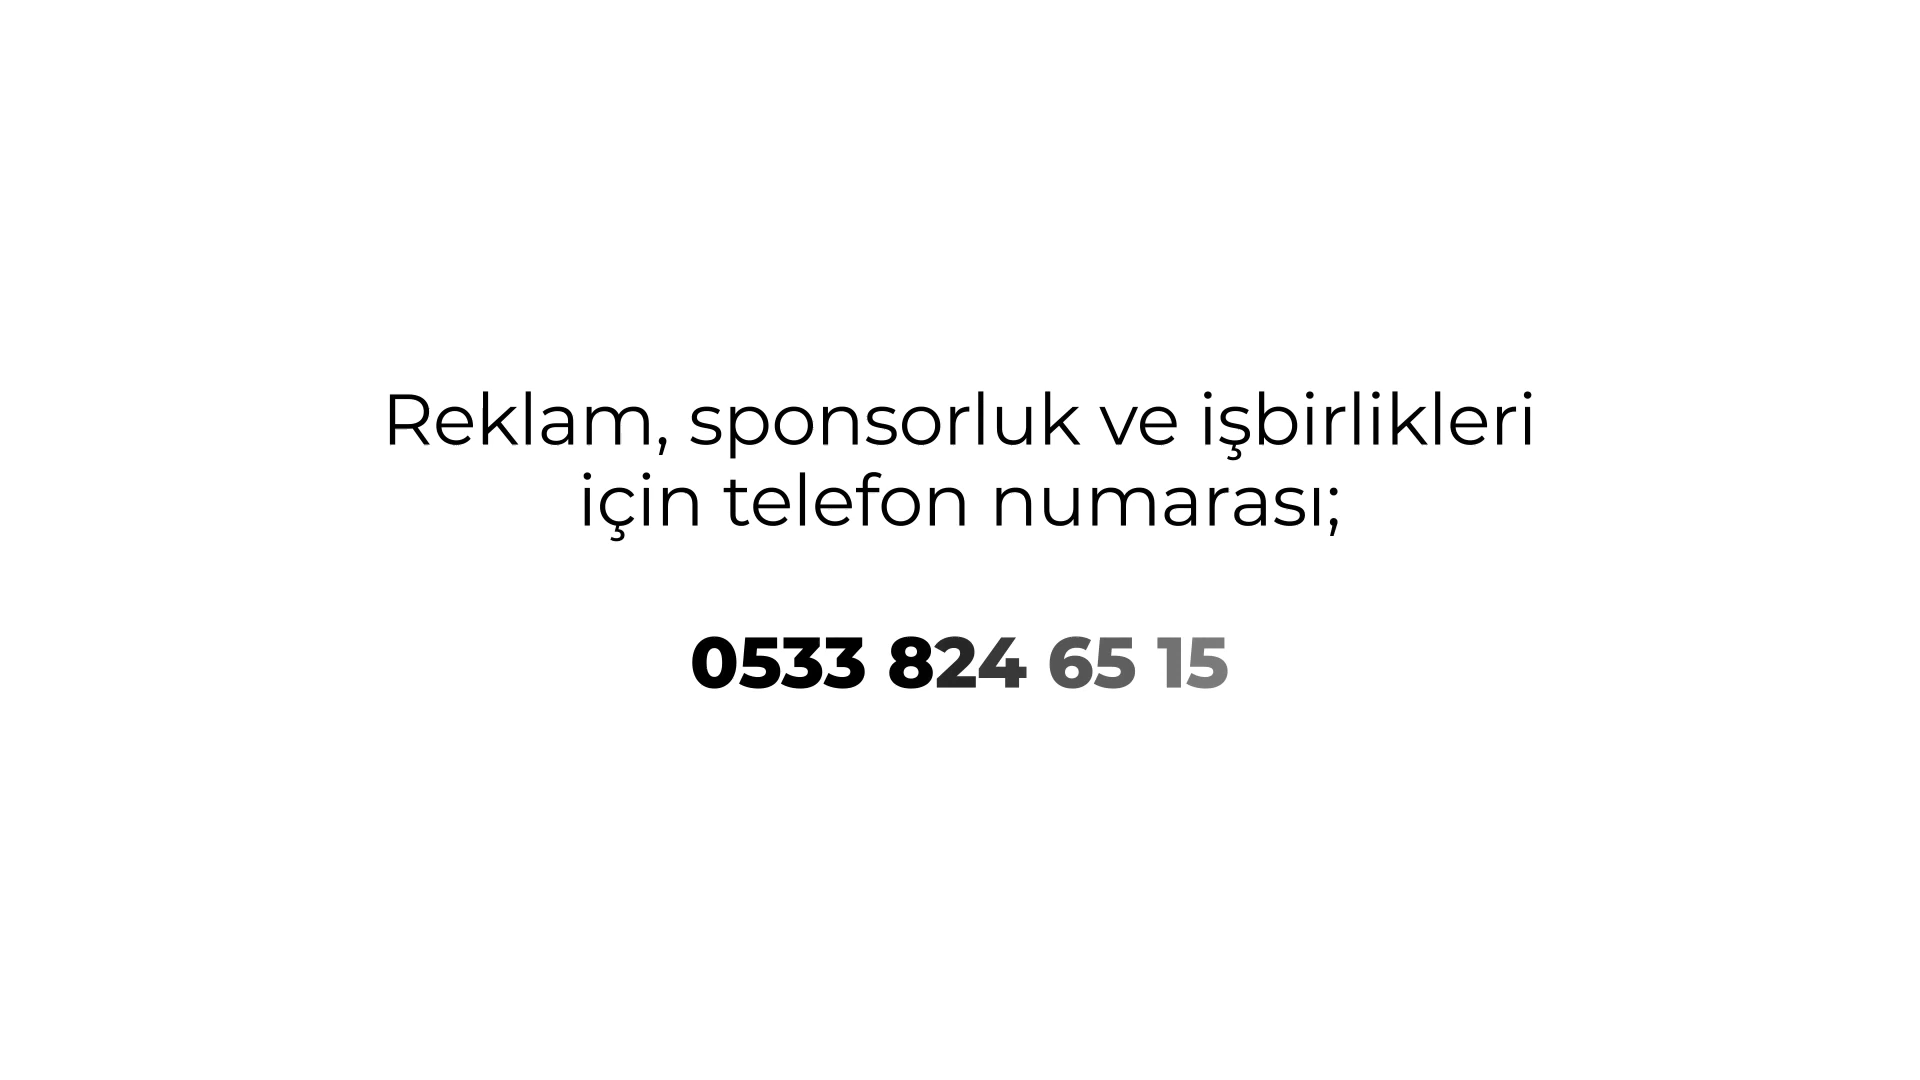 Reklam, sponsorluk ve işbirlikleri
için telefon numarası;
0533 824 65 15